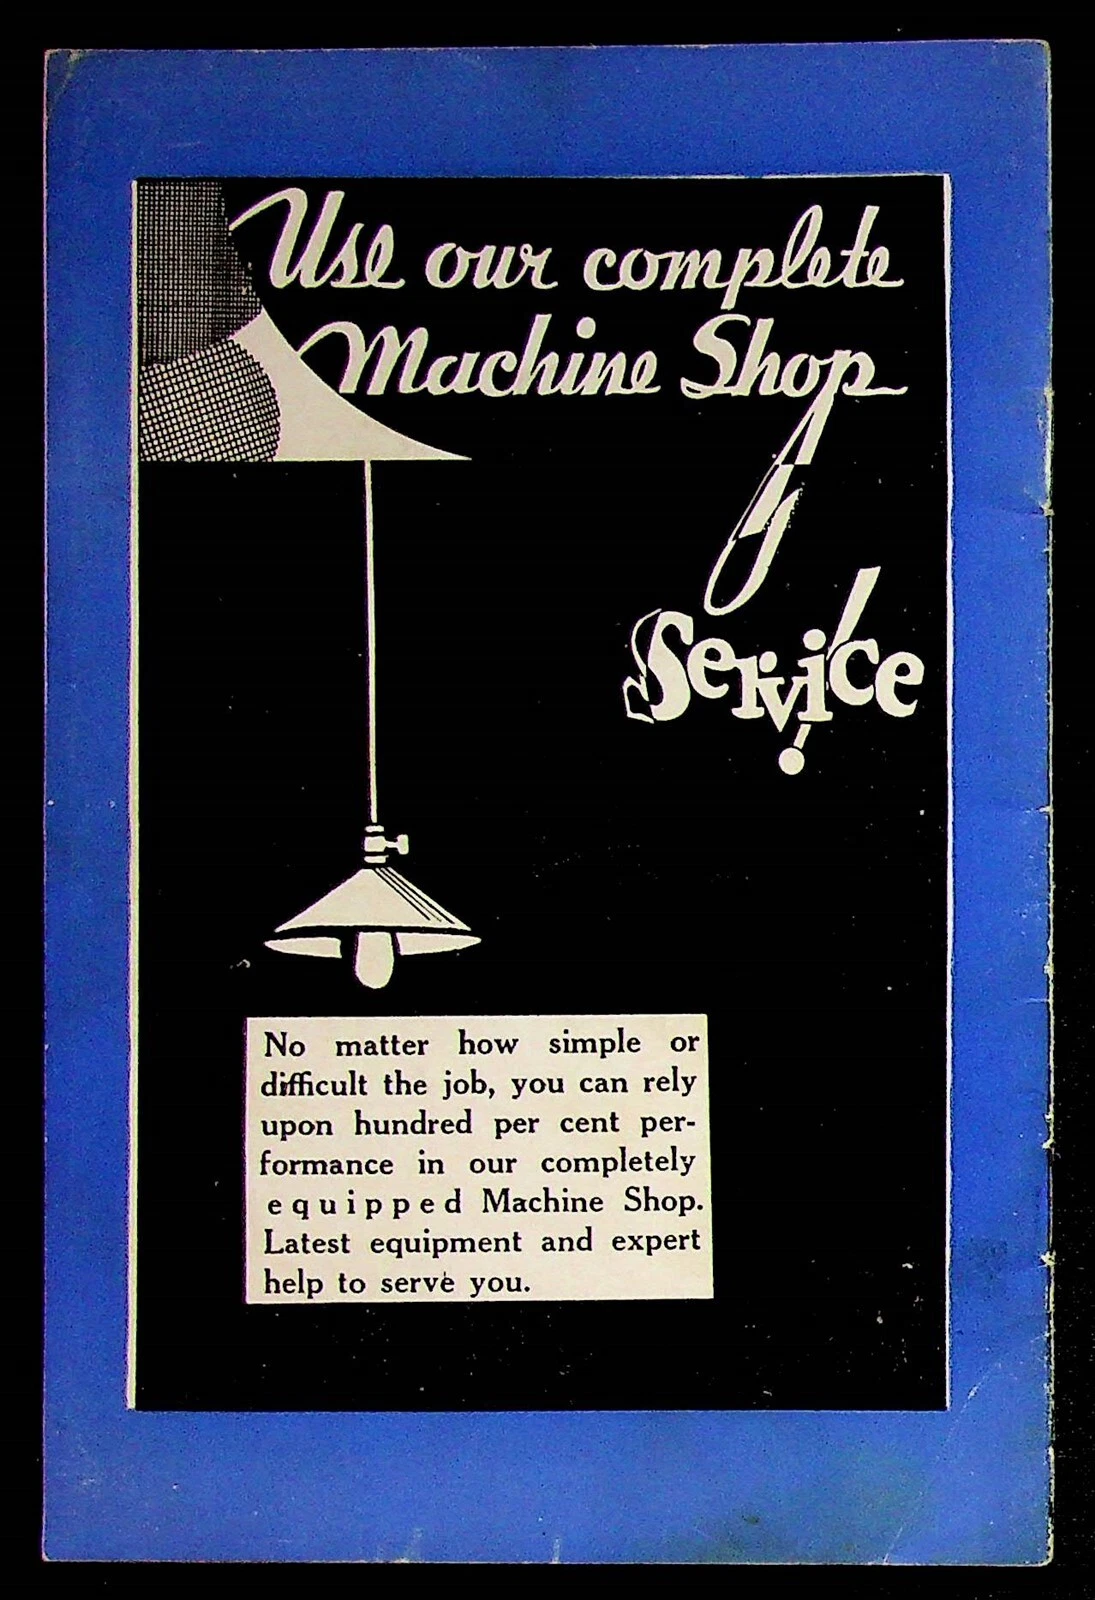 Use our complete
Machine Shop
Service
No matter how simple or
difficult the job, you can rely
upon hundred per cent per-
formance in our completely
equipped Machine Shop.
Latest equipment and expert
help to serve you.